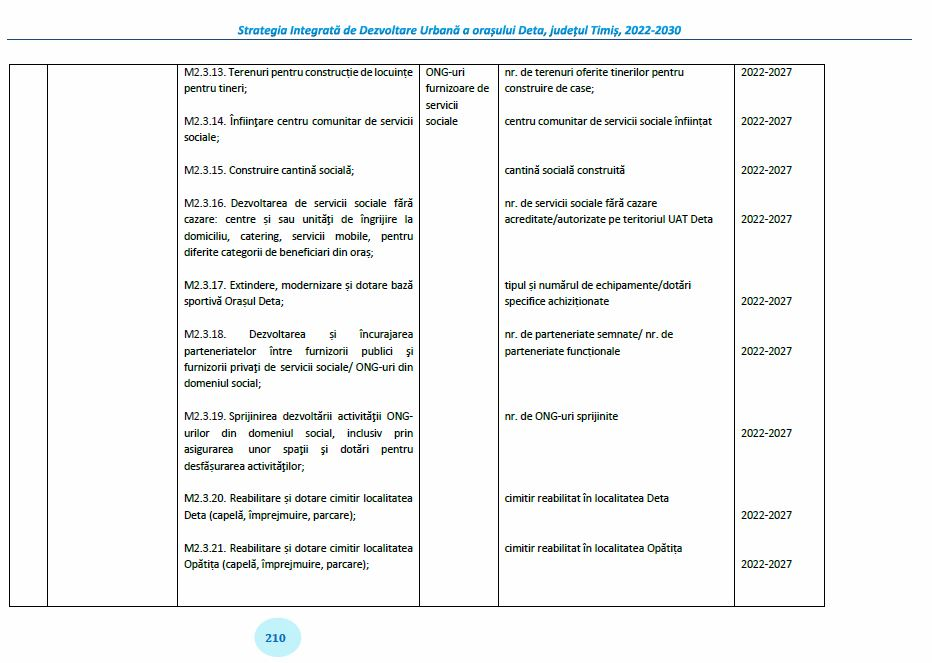 Strategia Integrată de Dezvoltare Urbană a orașului Deta, județul Timiș, 2022-2030
M2.3.13. Terenuri pentru construcție de locuințe
pentru tineri;
M2.3.14. Înfiinţare centru comunitar de servicii
sociale;
M2.3.15. Construire cantină socială;
M2.3.16. Dezvoltarea de servicii sociale fără
cazare: centre și sau unități de îngrijire la
domiciliu, catering, servicii mobile, pentru
diferite categorii de beneficiari din oraș;
M2.3.17. Extindere, modernizare și dotare bază
sportivă Orașul Deta;
M2.3.18. Dezvoltarea și încurajarea
parteneriatelor între furnizorii publici şi
furnizorii privaţi de servicii sociale/ ONG-uri din
domeniul social;
M2.3.19. Sprijinirea dezvoltării activităţii ONG-
urilor din domeniul social, inclusiv prin
asigurarea unor spaţii şi dotări pentru
desfășurarea activităţilor;
M2.3.20. Reabilitare și dotare cimitir localitatea
Deta (capelă, împrejmuire, parcare);
M2.3.21. Reabilitare și dotare cimitir localitatea
Opătița (capelă, împrejmuire, parcare);
ONG-uri
furnizoare de
servicii
sociale
nr. de terenuri oferite tinerilor pentru
construire de case;
centru comunitar de servicii sociale înființat
cantină socială construită
nr. de servicii sociale fără cazare
acreditate/autorizate pe teritoriul UAT Deta
tipul și numărul de echipamente/dotări
specifice achiziționate
nr. de parteneriate semnate/ nr. de
parteneriate funcționale
nr. de ONG-uri sprijinite
cimitir reabilitat în localitatea Deta
cimitir reabilitat în localitatea Opătița
2022-2027
2022-2027
2022-2027
2022-2027
2022-2027
2022-2027
2022-2027
2022-2027
2022-2027
210